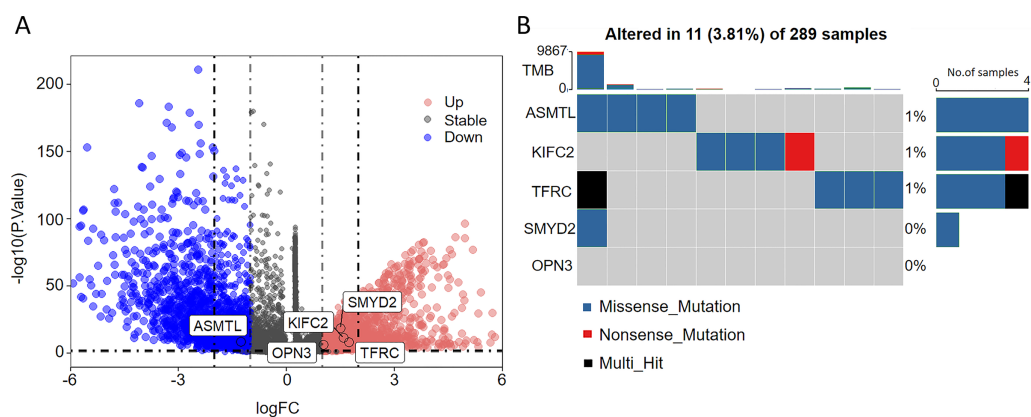 A
-log10(P.Value)
200
150
100
50
0
-6
-3
0
3
6
logFC
Up
Stable
Down
ASMTL
KIFC2
SMYD2
OPN3
TFRC
B
Altered in 11 (3.81%) of 289 samples
9867
TMB
0
No.of samples
0
4
ASMTL
1%
KIFC2
1%
TFRC
1%
SMYD2
0%
OPN3
0%
Missense_Mutation
Nonsense_Mutation
Multi_Hit